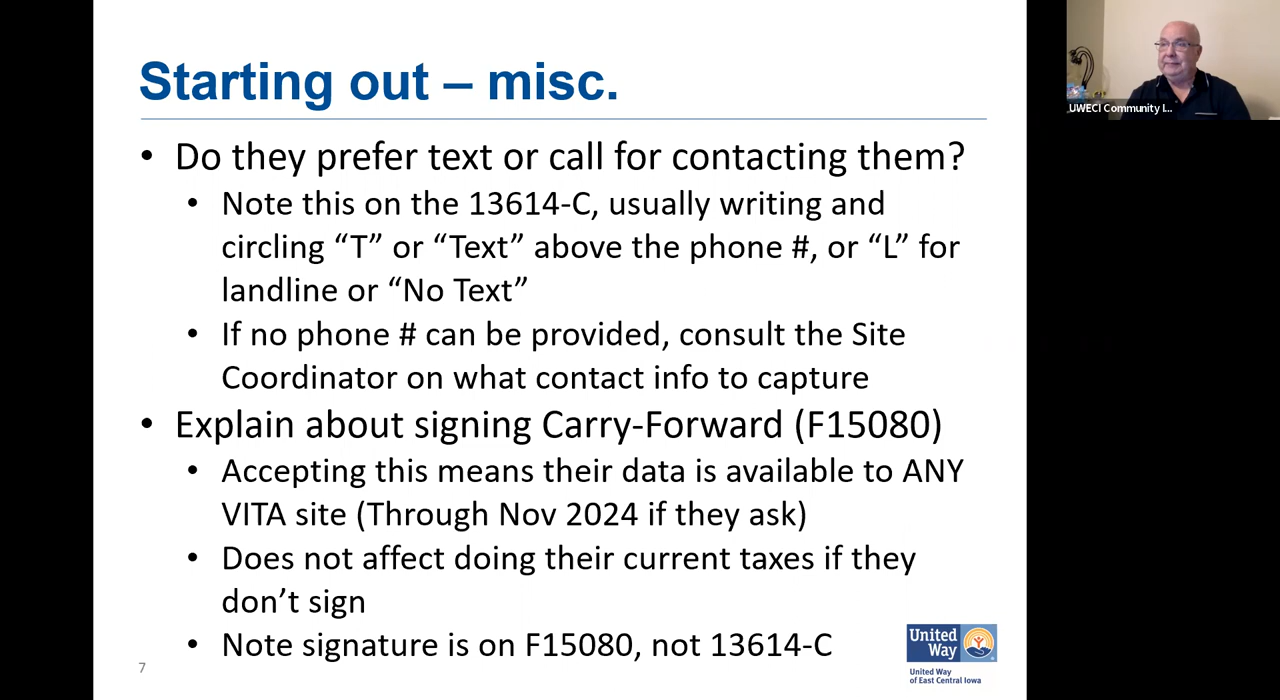 Starting out – misc.
• Do they prefer text or call for contacting them?
• Note this on the 13614-C, usually writing and
circling “T” or “Text” above the phone #, or “L” for
landline or “No Text”
• If no phone # can be provided, consult the Site
Coordinator on what contact info to capture
• Explain about signing Carry-Forward (F15080)
• Accepting this means their data is available to ANY
VITA site (Through Nov 2024 if they ask)
• Does not affect doing their current taxes if they
don’t sign
• Note signature is on F15080, not 13614-C
7
United
Way
United Way
of East Central Iowa
UWECI Community I...